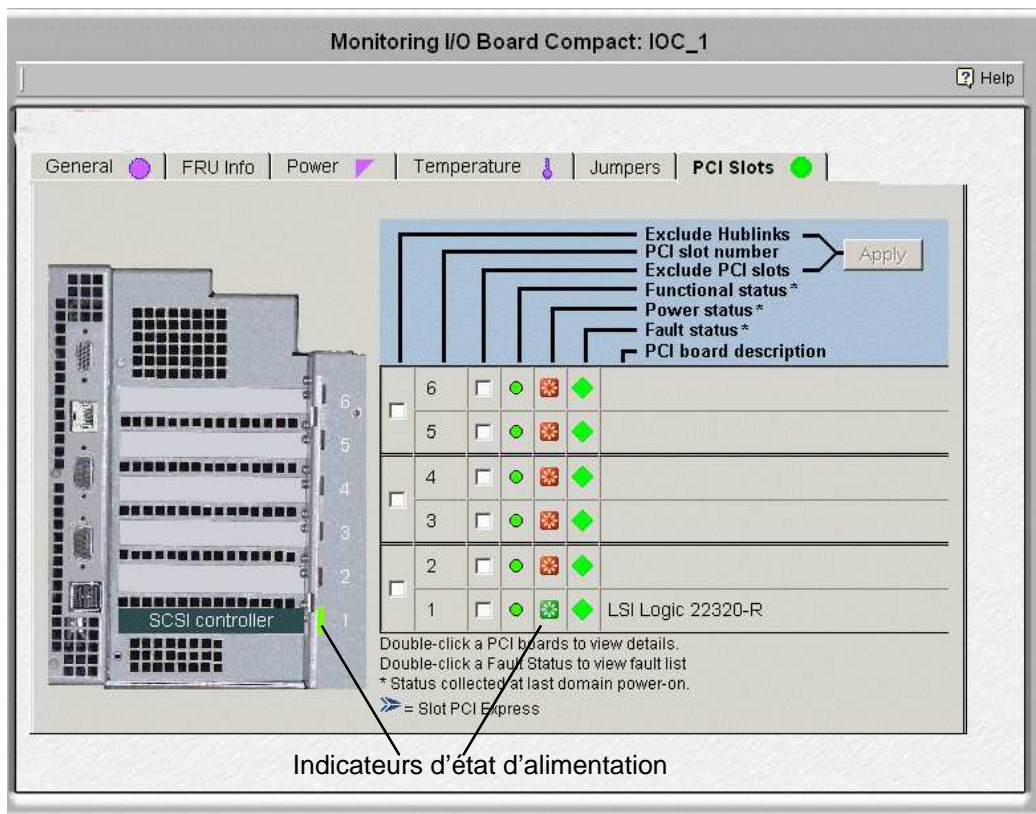 Monitoring I/O Board Compact: IOC_1
Help
General FRU Info Power Temperature Jumpers PCI Slots
Exclude Hublinks
PCI slot number
Exclude PCI slots
Functional status *
Power status *
Fault status *
PCI board description
Apply
6
5
4
3
2
1
SCSI controller
6
5
4
3
2
1 LSI Logic 22320-R
Double-click a PCI boards to view details.
Double-click a Fault Status to view fault list
* Status collected at last domain power-on.
= Slot PCI Express
Indicateurs d'état d'alimentation